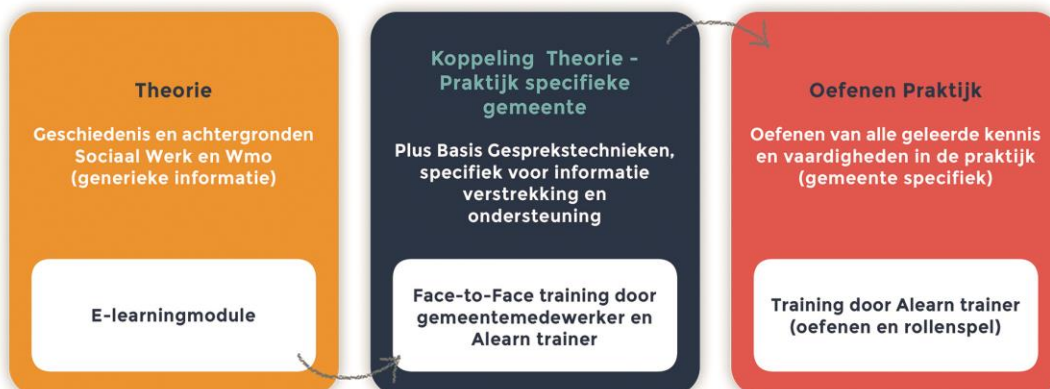 Theorie
Geschiedenis en achtergronden
Sociaal Werk en Wmo
(generieke informatie)
E-learningmodule
Koppeling Theorie -
Praktijk specifieke
gemeente
Plus Basis Gesprekstechnieken,
specifiek voor informatie
verstrekking en
ondersteuning
Face-to-Face training door
gemeentemedewerker en
Alearn trainer
Oefenen Praktijk
Oefenen van alle geleerde kennis
en vaardigheden in de praktijk
(gemeente specifiek)
Training door Alearn trainer
(oefenen en rollenspel)